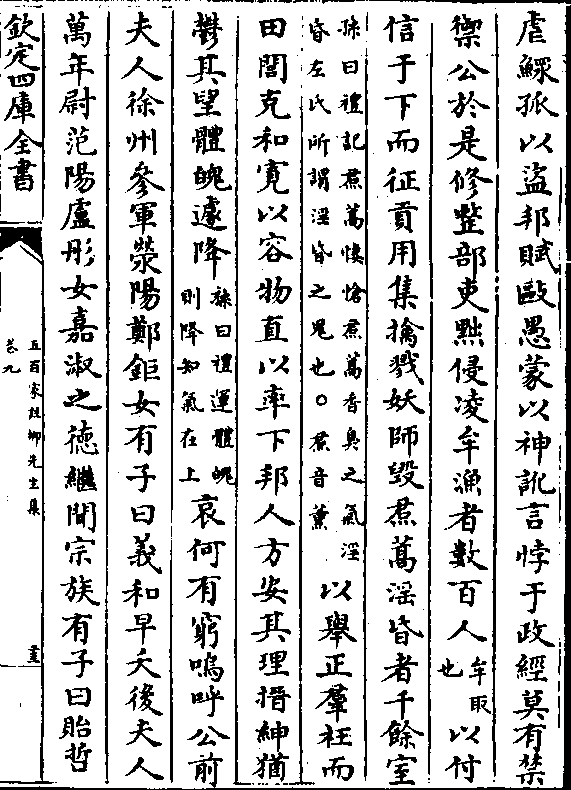 虐鰥孤以盜邦賦毆愚蒙以神訛言悖于政經莫有禁
禦公於是修整部吏黜侵凌牟漁者數百人牟取也以付
信于下而征貢用集擒戮妖師毀焄蒿淫昏者千餘室
孫曰禮記焄蒿悽愴焄蒿香臭之氣淫
昏左氏所謂淫昏之鬼也○焄音薰
以舉正羣枉而
田閭克和寬以容物直以率下邦人方安其理搢紳猶
鬱其望體魄遽降孫曰禮運體魄則降知氣在上哀何有窮嗚呼公前
夫人徐州參軍滎陽鄭鉅女有子曰義和早夭後夫人
萬年尉范陽盧彤女嘉淑之德繼聞宗族有子曰貽哲
欽定四庫全書
五百家註柳先生集
卷九